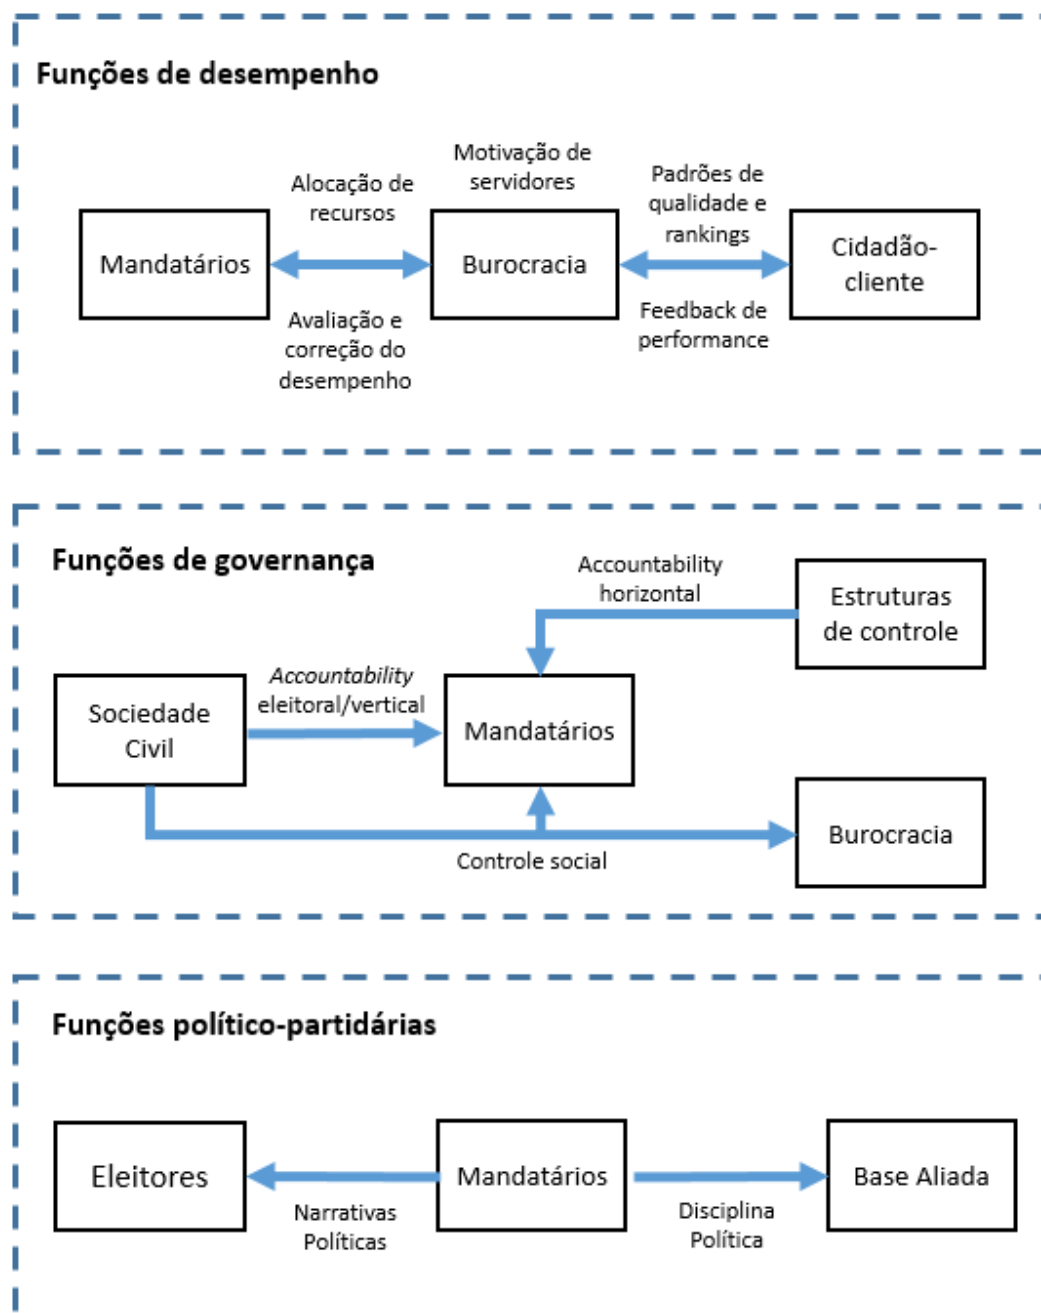 Funções de desempenho
Motivação de
servidores
Alocação de
recursos
Padrões de
qualidade e
rankings
Mandatários
Burocracia
Cidadão-
cliente
Avaliação e
correção do
desempenho
Feedback de
performance
Funções de governança
Accountability
horizontal
Estruturas
de controle
Accountability
eleitoral/vertical
Sociedade
Civil
Mandatários
Burocracia
Controle social
Funções político-partidárias
Eleitores
Mandatários
Base Aliada
Narrativas
Políticas
Disciplina
Política